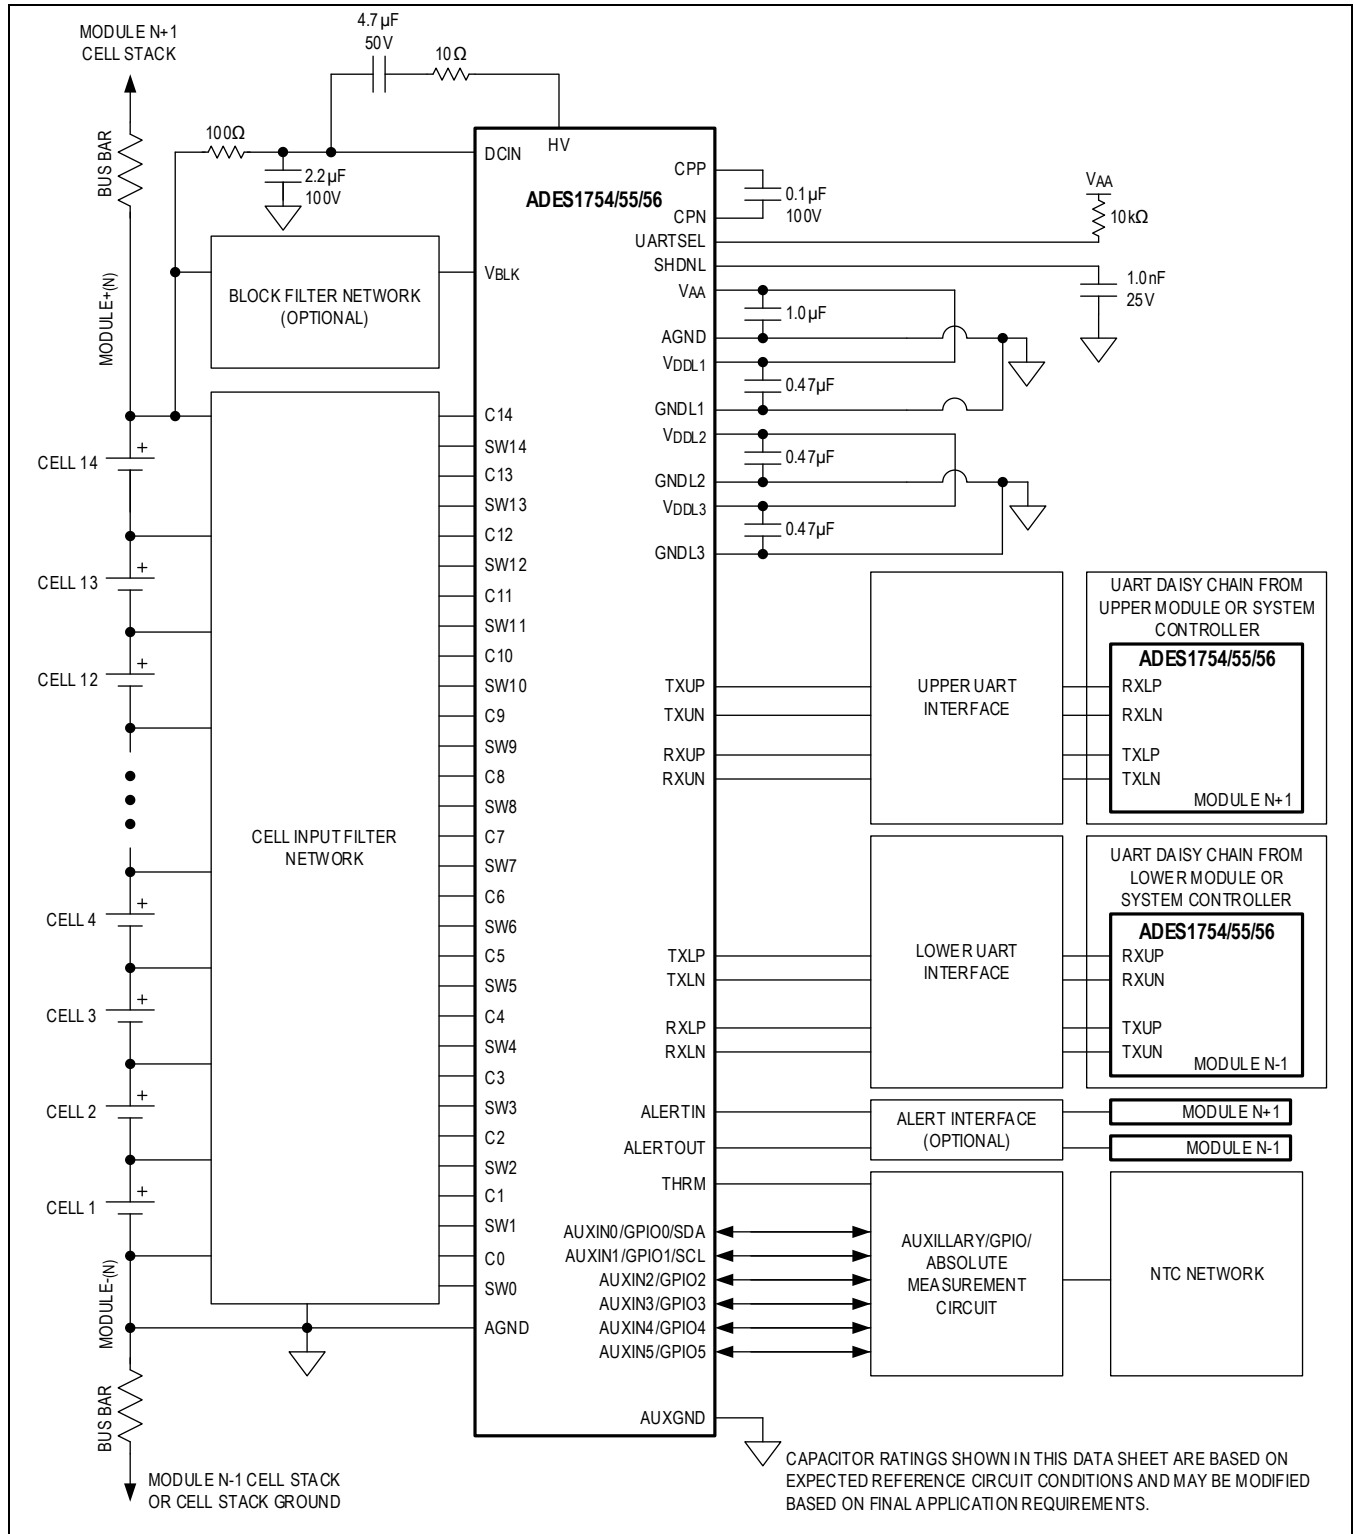 MODULE N+1
CELL STACK
4.7µF
50V
10Ω
BUS BAR
100Ω
2.2µF
100V
DCIN
HV
ADES1754/55/56
CPP
CPN
0.1µF
100V
VAA
10kΩ
UARTSEL
SHDNL
1.0nF
25V
VAA
1.0µF
AGND
VDDL1
0.47µF
GNDL1
VDDL2
0.47µF
GNDL2
VDDL3
0.47µF
GNDL3
MODULE+(N)
BLOCK FILTER NETWORK
(OPTIONAL)
VBLK
CELL 14
+
CELL 13
+
CELL 12
+
CELL 4
+
CELL 3
+
CELL 2
+
CELL 1
+
CELL INPUT FILTER
NETWORK
C14
SW14
C13
SW13
C12
SW12
C11
SW11
C10
SW10
C9
SW9
C8
SW8
C7
SW7
C6
SW6
C5
SW5
C4
SW4
C3
SW3
C2
SW2
C1
SW1
C0
SW0
AGND
MODULE-(N)
BUS BAR
MODULE N-1 CELL STACK
OR CELL STACK GROUND
TXUP
TXUN
RXUP
RXUN
UPPER UART
INTERFACE
UART DAISY CHAIN FROM
UPPER MODULE OR SYSTEM
CONTROLLER
ADES1754/55/56
RXLP
RXLN
TXLP
TXLN
MODULE N+1
TXLP
TXLN
RXLP
RXLN
LOWER UART
INTERFACE
UART DAISY CHAIN FROM
LOWER MODULE OR
SYSTEM CONTROLLER
ADES1754/55/56
RXUP
RXUN
TXUP
TXUN
MODULE N-1
ALERTIN
ALERTOUT
ALERT INTERFACE
(OPTIONAL)
MODULE N+1
MODULE N-1
THRM
AUXIN0/GPIO0/SDA
AUXIN1/GPIO1/SCL
AUXIN2/GPIO2
AUXIN3/GPIO3
AUXIN4/GPIO4
AUXIN5/GPIO5
AUXILLARY/GPIO/
ABSOLUTE
MEASUREMENT
CIRCUIT
NTC NETWORK
AUXGND
CAPACITOR RATINGS SHOWN IN THIS DATA SHEET ARE BASED ON
EXPECTED REFERENCE CIRCUIT CONDITIONS AND MAY BE MODIFIED
BASED ON FINAL APPLICATION REQUIREMENTS.